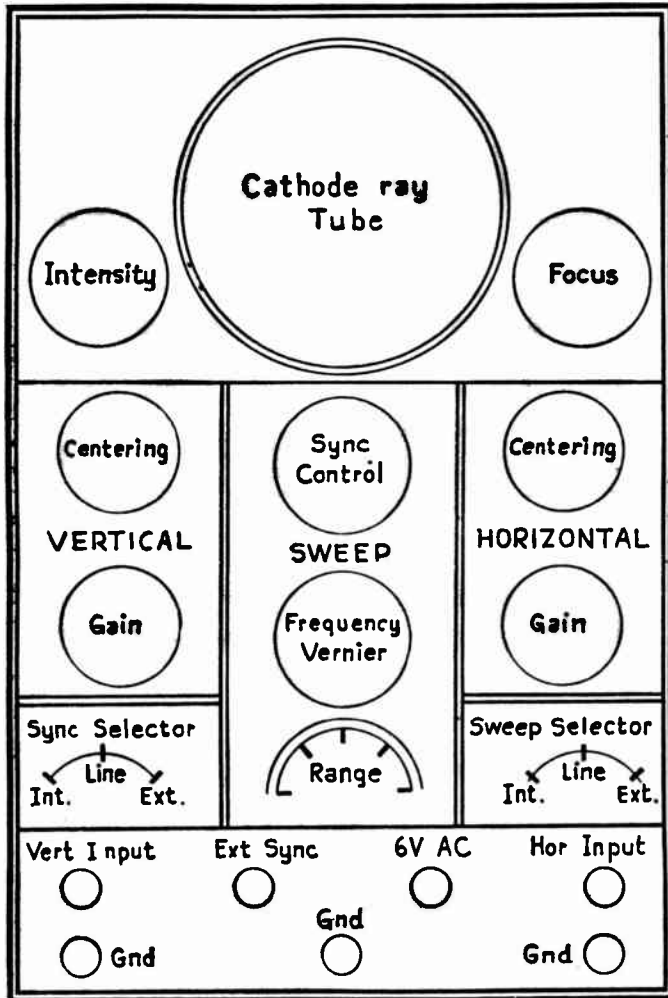 Cathode ray
Tube
Intensity
Focus
Centering
Sync
Control
Centering
VERTICAL
SWEEP
HORIZONTAL
Gain
Frequency
Vernier
Gain
Sync Selector
Line
Int.
Ext.
Range
Sweep Selector
Line
Int.
Ext.
Vert Input
Ext Sync
6V AC
Hor Input
Gnd
Gnd
Gnd